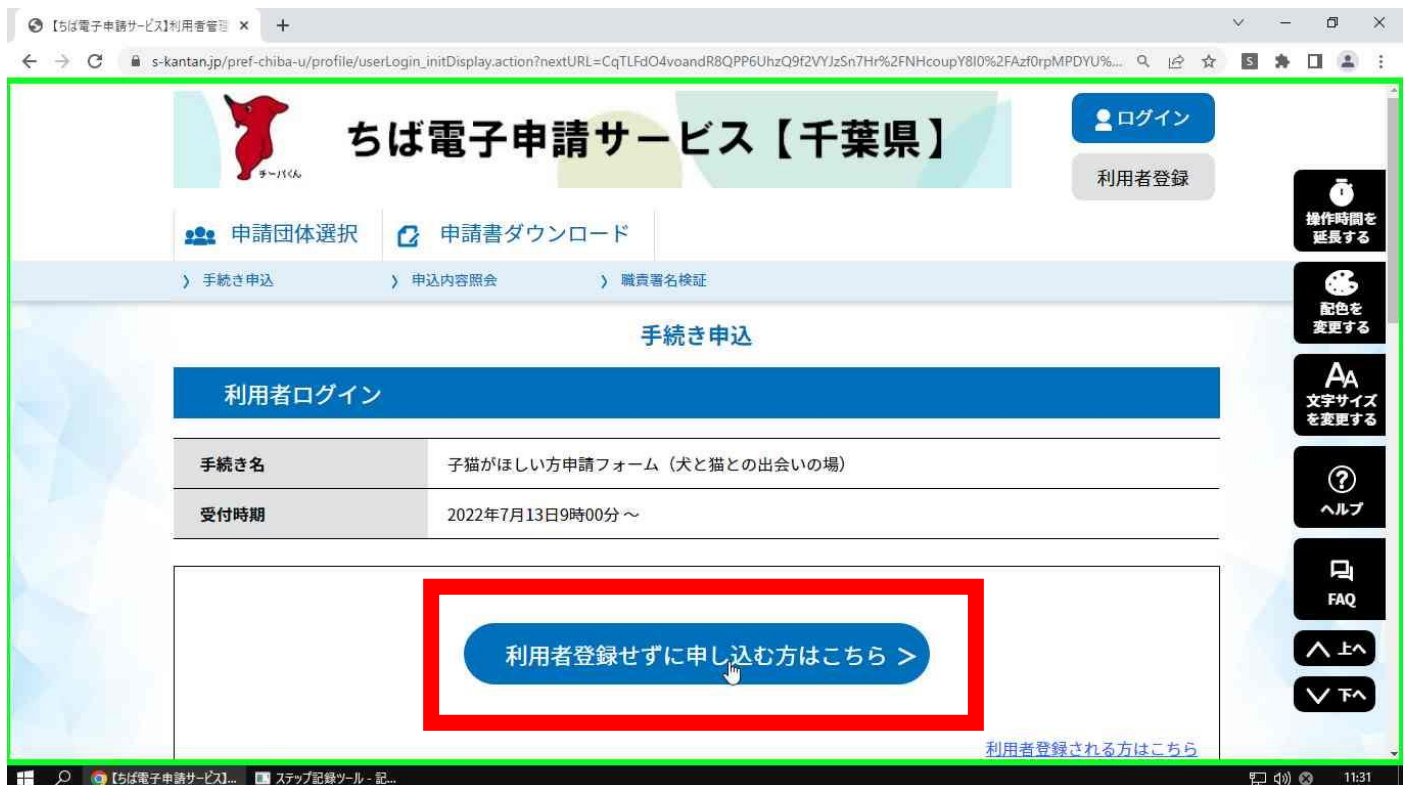 【ちば電子申請サービス】利用者管理
s-kantan.jp/pref-chiba-u/profile/userLogin_initDisplay.action?nextURL=CqTLFdO4voandR8QPP6UhzQ9f2VYJzSn7Hr%2FNHcoupY8I0%2FAzf0rpMPDYU%...
チーバくん
ちば電子申請サービス【千葉県】
ログイン
利用者登録
申請団体選択
申請書ダウンロード
手続き申込
申込内容照会
職責署名検証
操作時間を
延長する
配色を
変更する
文字サイズ
を変更する
ヘルプ
FAQ
上へ
下へ
手続き申込
利用者ログイン
手続き名 子猫がほしい方申請フォーム（犬と猫との出会いの場）
受付時期 2022年7月13日9時00分 ～
利用者登録せずに申し込む方はこちら ＞
利用者登録される方はこちら
【ちば電子申請サービス】... ステップ記録ツール - 記...
11:31